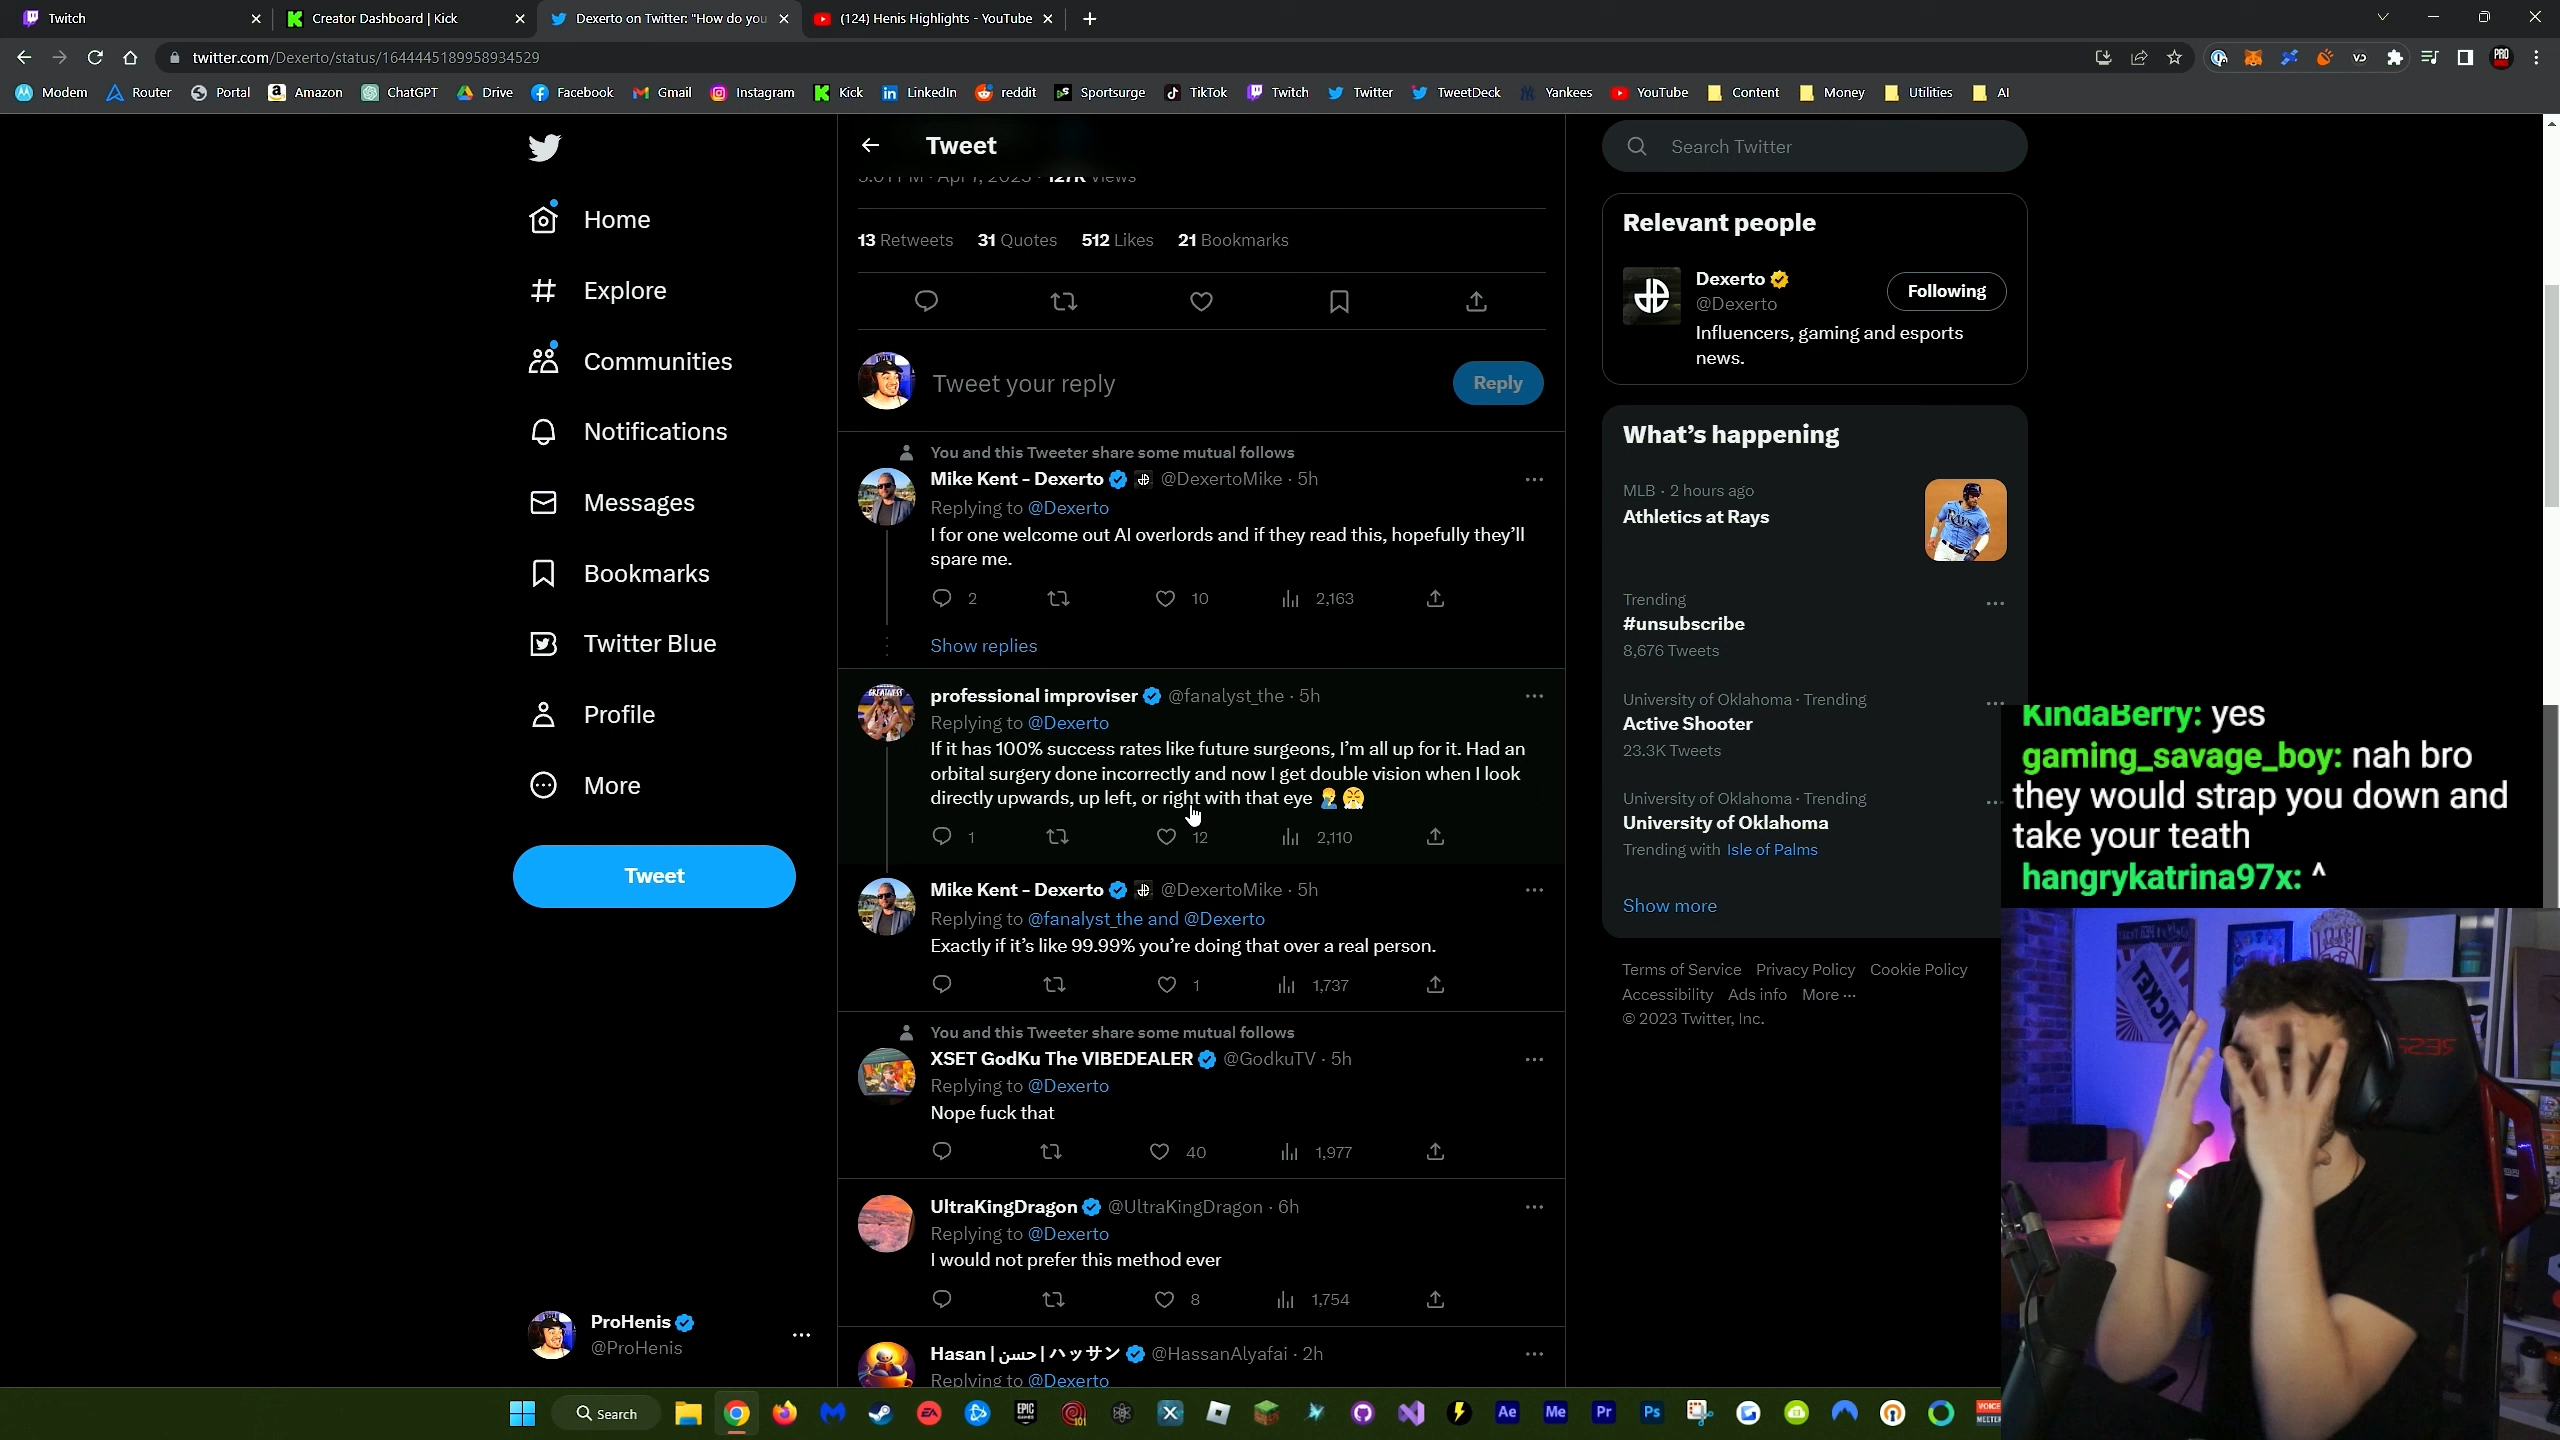 Twitch
Creator Dashboard | Kick
Dexerto on Twitter: "How do you
(124) Henis Highlights - YouTube
twitter.com/Dexerto/status/1644445189958934529
Modem
Router
Portal
Amazon
ChatGPT
Drive
Facebook
Gmail
Instagram
Kick
LinkedIn
reddit
Sportsurge
TikTok
Twitch
Twitter
TweetDeck
Yankees
YouTube
Content
Money
Utilities
AI
Home
Explore
Communities
Notifications
Messages
Bookmarks
Twitter Blue
Profile
More
Tweet
ProHenis
@ProHenis
Tweet
127K Views
13 Retweets 31 Quotes 512 Likes 21 Bookmarks
Tweet your reply
Reply
You and this Tweeter share some mutual follows
Mike Kent - Dexerto @DexertoMike · 5h
Replying to @Dexerto
I for one welcome out AI overlords and if they read this, hopefully they'll
spare me.
2 10 2,163
Show replies
professional improviser @fanalyst_the · 5h
Replying to @Dexerto
If it has 100% success rates like future surgeons, I'm all up for it. Had an
orbital surgery done incorrectly and now I get double vision when I look
directly upwards, up left, or right with that eye 🤦‍♂️😤
1 12 2,110
Mike Kent - Dexerto @DexertoMike · 5h
Replying to @fanalyst_the and @Dexerto
Exactly if it's like 99.99% you're doing that over a real person.
1 1,737
You and this Tweeter share some mutual follows
XSET GodKu The VIBEDEALER @GodkuTV · 5h
Replying to @Dexerto
Nope fuck that
40 1,977
UltraKingDragon @UltraKingDragon · 6h
Replying to @Dexerto
I would not prefer this method ever
8 1,754
Hasan | حسن | ハッサン @HassanAlyafai · 2h
Replying to @Dexerto
Search Twitter
Relevant people
Dexerto
@Dexerto
Following
Influencers, gaming and esports
news.
What's happening
MLB · 2 hours ago
Athletics at Rays
Trending
#unsubscribe
8,676 Tweets
University of Oklahoma · Trending
Active Shooter
23.3K Tweets
University of Oklahoma · Trending
University of Oklahoma
Trending with Isle of Palms
Show more
Terms of Service Privacy Policy Cookie Policy
Accessibility Ads info More ···
© 2023 Twitter, Inc.
KindaBerry: yes
gaming_savage_boy: nah bro
they would strap you down and
take your teath
hangrykatrina97x: ^
Search